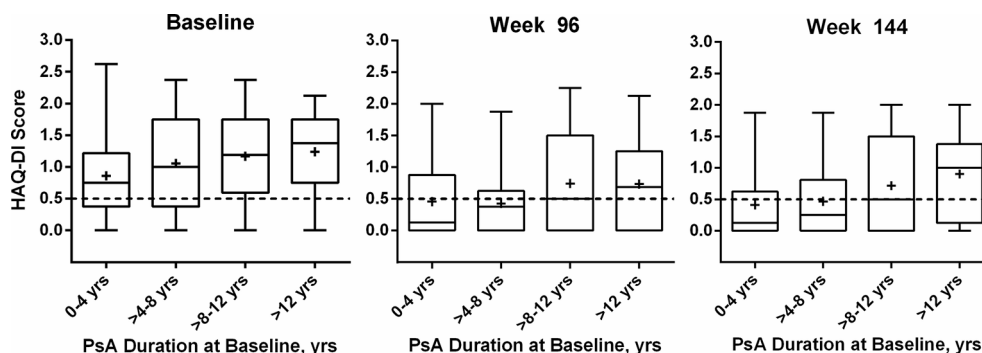 Baseline
HAQ-DI Score
3.0
2.5
2.0
1.5
1.0
0.5
0.0
0-4 yrs
>4-8 yrs
>8-12 yrs
>12 yrs
PsA Duration at Baseline, yrs
Week 96
3.0
2.5
2.0
1.5
1.0
0.5
0.0
0-4 yrs
>4-8 yrs
>8-12 yrs
>12 yrs
PsA Duration at Baseline, yrs
Week 144
3.0
2.5
2.0
1.5
1.0
0.5
0.0
0-4 yrs
>4-8 yrs
>8-12 yrs
>12 yrs
PsA Duration at Baseline, yrs